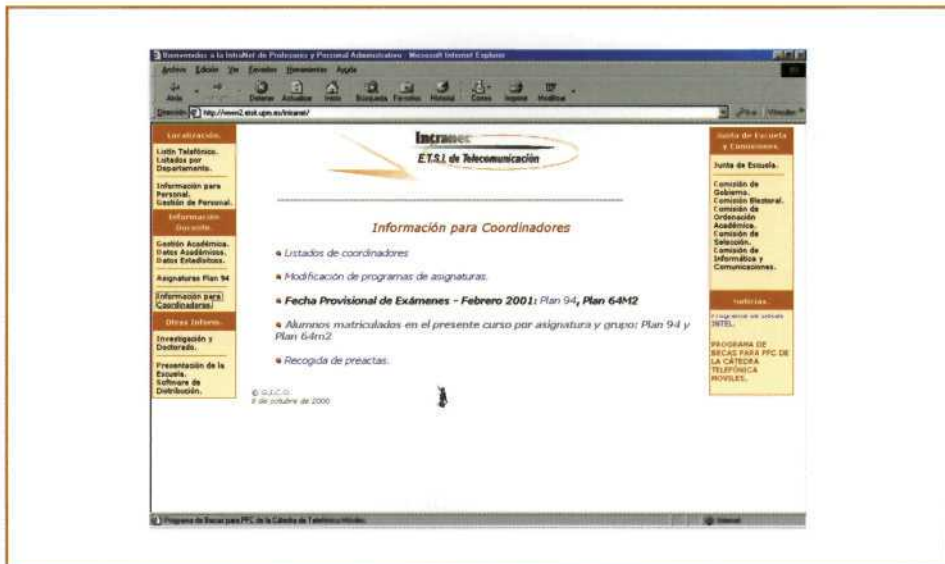 Bienvenidos a la IntraNet de Profesores y Personal Administrativo - Microsoft Internet Explorer
Archivo Edición Ver Favoritos Herramientas Ayuda
Atrás Detener Actualizar Inicio Búsqueda Favoritos Historial Correo Imprimir Modificar
Dirección http://www2.etsit.upm.es/intranet/ Vínculos
Localización.
Listín Telefónico.
Listados por
Departamento.
Información para
Personal.
Gestión de Personal.
Información
Docente.
Gestión Académica.
Datos Académicos.
Datos Estadísticos.
Asignaturas Plan 94
Información para
Coordinadores.
Otras Inform.
Investigación y
Doctorado.
Presentación de la
Escuela.
Software de
Distribución.
Intranet
E.T.S.I. de Telecomunicación
Información para Coordinadores
Listados de coordinadores
Modificación de programas de asignaturas.
Fecha Provisional de Exámenes - Febrero 2001: Plan 94, Plan 64M2
Alumnos matriculados en el presente curso por asignatura y grupo: Plan 94 y
Plan 64m2
Recogida de preactas.
©
9 de octubre de 2000
Junta de Escuela
y Comisiones.
Junta de Escuela.
Comisión de
Gobierno.
Comisión Electoral.
Comisión de
Ordenación
Académica.
Comisión de
Selección.
Comisión de
Informática y
Comunicaciones.
Noticias.
PROGRAMA DE BECAS
INTEL.
PROGRAMA DE
BECAS PARA PFC DE
LA CÁTEDRA
TELEFÓNICA
MOVILES.
Programa de Becas para PFC de la Cátedra de Telefónica Móviles. Internet